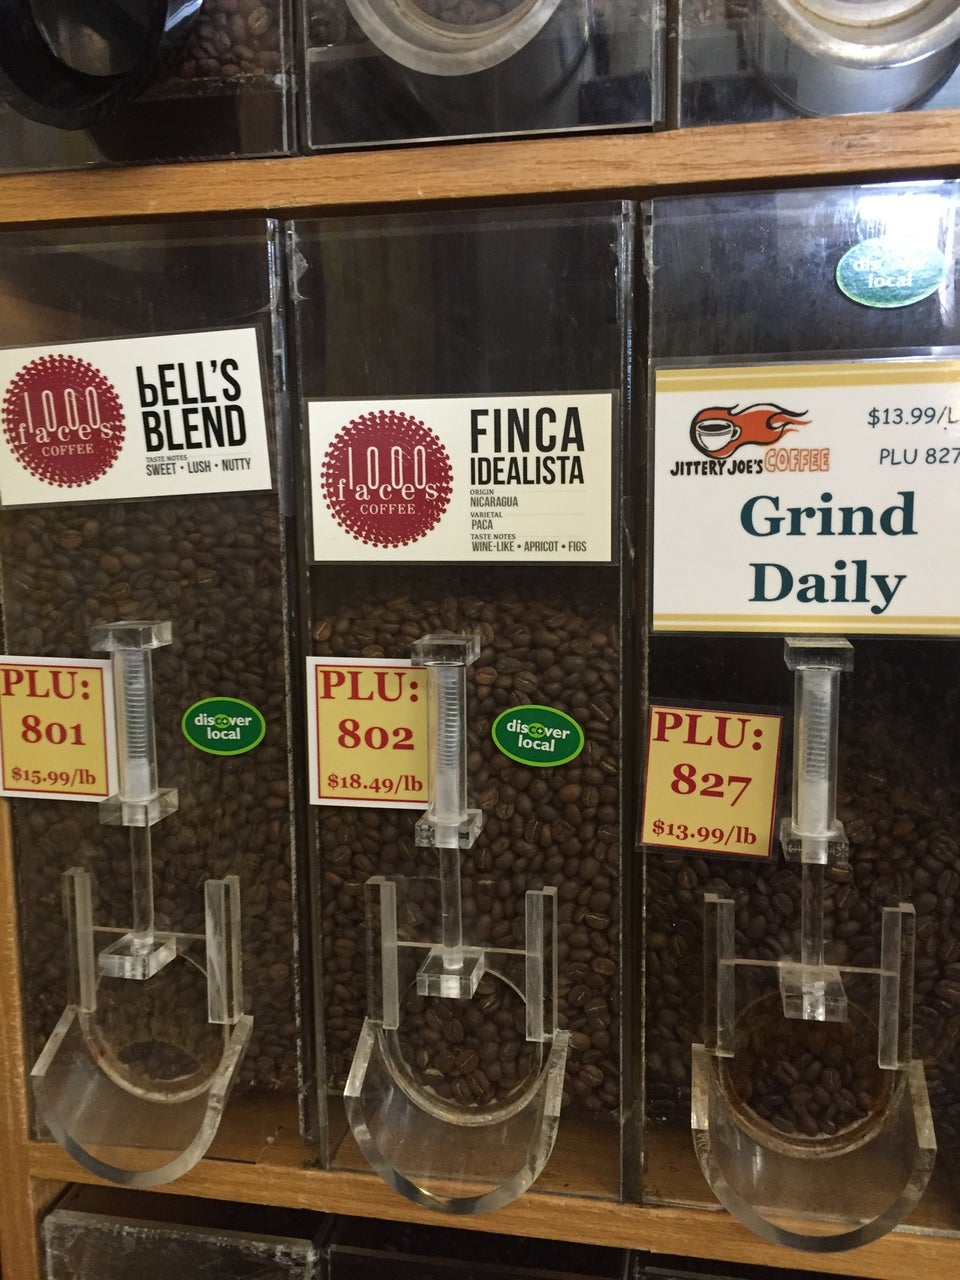 1000
faces
COFFEE
bELL'S
BLEND
TASTE NOTES
SWEET • LUSH • NUTTY
PLU:
801
$15.99/lb
discover
local
1000
faces
COFFEE
FINCA
IDEALISTA
ORIGIN
NICARAGUA
VARIETAL
PACA
TASTE NOTES
WINE-LIKE • APRICOT • FIGS
PLU:
802
$18.49/lb
discover
local
discover
local
JITTERY JOE'S COFFEE
$13.99/L
PLU 827
Grind
Daily
PLU:
827
$13.99/lb